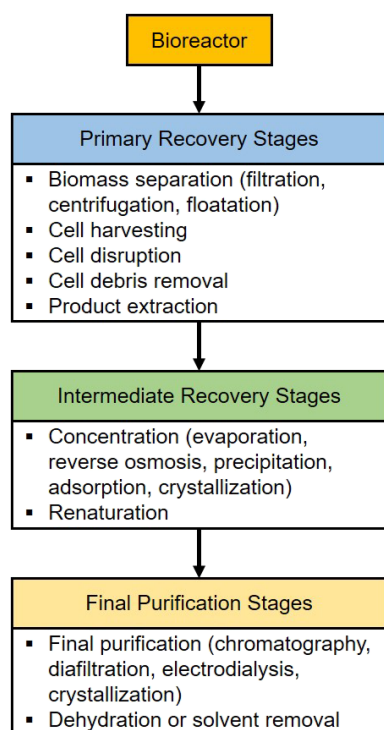 Bioreactor
Primary Recovery Stages
▪ Biomass separation (filtration,
centrifugation, floatation)
▪ Cell harvesting
▪ Cell disruption
▪ Cell debris removal
▪ Product extraction
Intermediate Recovery Stages
▪ Concentration (evaporation,
reverse osmosis, precipitation,
adsorption, crystallization)
▪ Renaturation
Final Purification Stages
▪ Final purification (chromatography,
diafiltration, electrodialysis,
crystallization)
▪ Dehydration or solvent removal